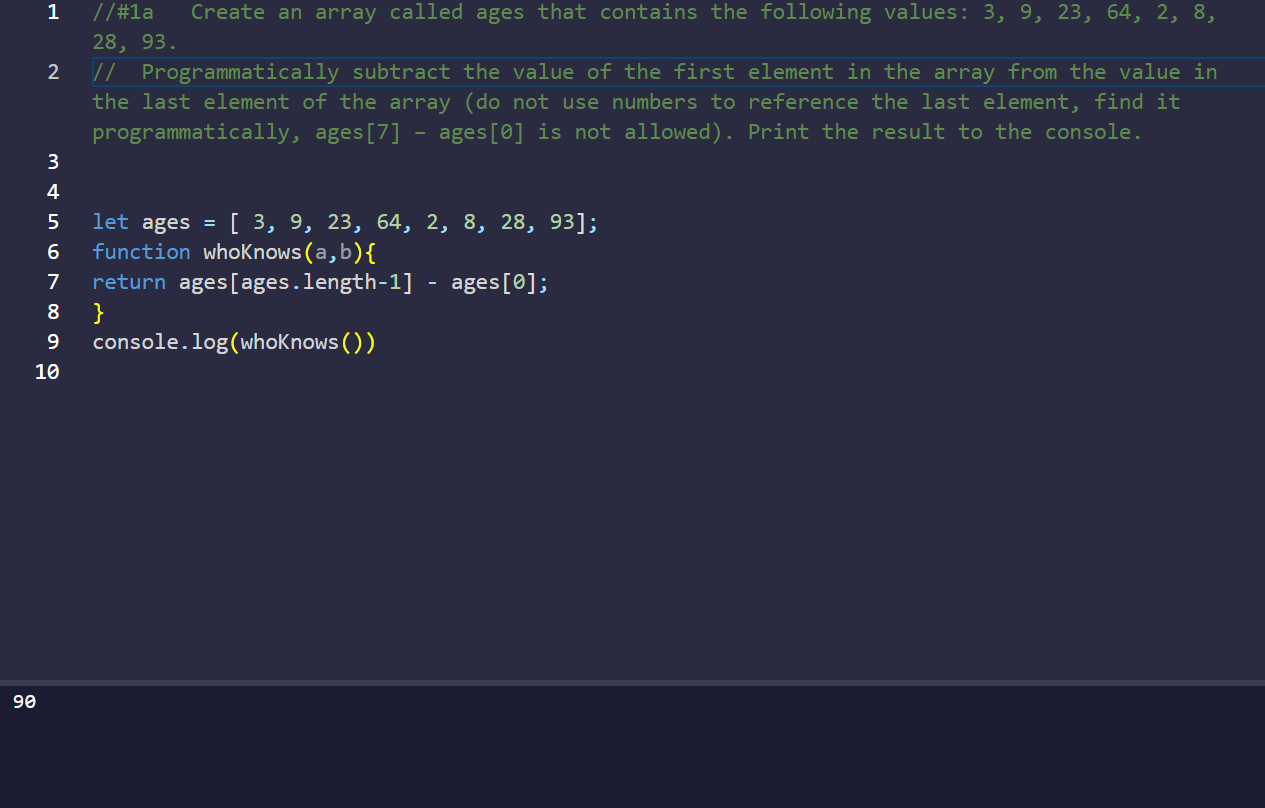 1 //#1a   Create an array called ages that contains the following values: 3, 9, 23, 64, 2, 8,
28, 93.
2 //  Programmatically subtract the value of the first element in the array from the value in
the last element of the array (do not use numbers to reference the last element, find it
programmatically, ages[7] – ages[0] is not allowed). Print the result to the console.
3
4
5 let ages = [ 3, 9, 23, 64, 2, 8, 28, 93];
6 function whoKnows(a,b){
7 return ages[ages.length-1] - ages[0];
8 }
9 console.log(whoKnows())
10
90